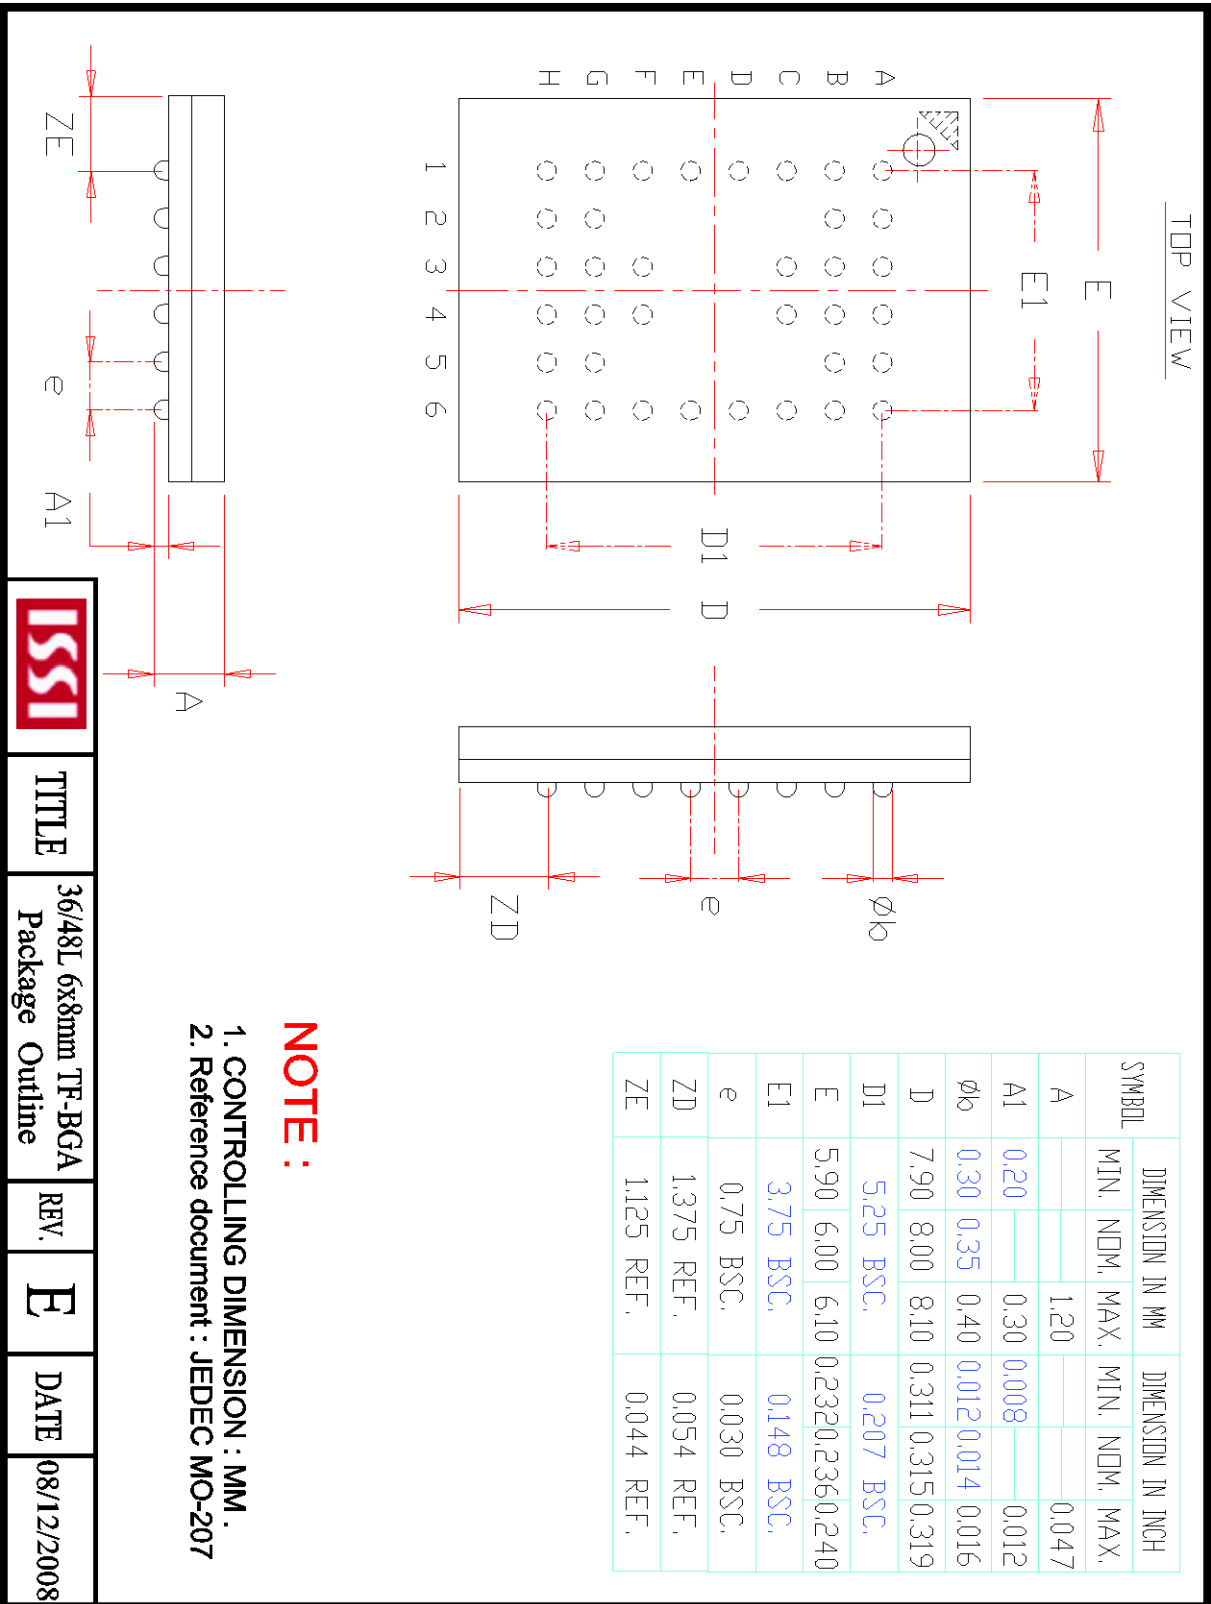 TOP VIEW
E
E1
A B C D E F G H
1 2 3 4 5 6
D1
D
ZE
e
A1
A
Øb
e
ZD
SYMBOL DIMENSION IN MM DIMENSION IN INCH
MIN. NOM. MAX. MIN. NOM. MAX.
A 1.20 0.047
A1 0.20 0.30 0.008 0.012
Øb 0.30 0.35 0.40 0.012 0.014 0.016
D 7.90 8.00 8.10 0.311 0.315 0.319
D1 5.25 BSC. 0.207 BSC.
E 5.90 6.00 6.10 0.232 0.236 0.240
E1 3.75 BSC. 0.148 BSC.
e 0.75 BSC. 0.030 BSC.
ZD 1.375 REF. 0.054 REF.
ZE 1.125 REF. 0.044 REF.
NOTE :
1. CONTROLLING DIMENSION : MM .
2. Reference document : JEDEC MO-207
ISSI
TITLE
36/48L 6x8mm TF-BGA
Package Outline
REV.
E
DATE
08/12/2008